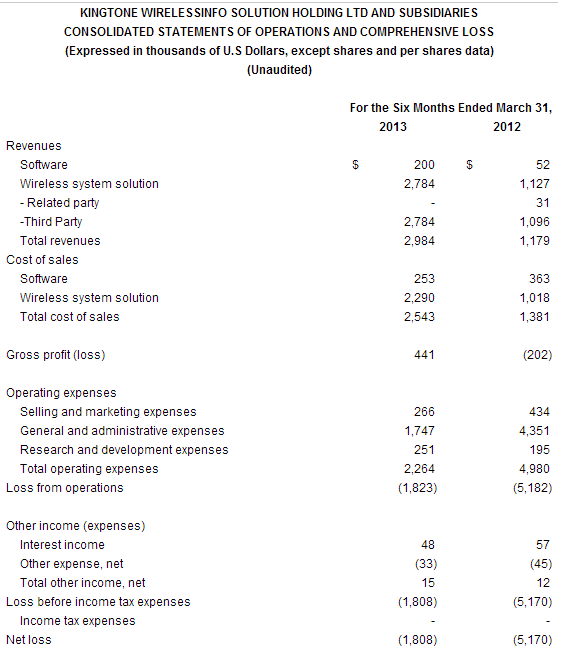 KINGTONE WIRELESSINFO SOLUTION HOLDING LTD AND SUBSIDIARIES
CONSOLIDATED STATEMENTS OF OPERATIONS AND COMPREHENSIVE LOSS
(Expressed in thousands of U.S Dollars, except shares and per shares data)
(Unaudited)
For the Six Months Ended March 31,
2013 2012
Revenues
Software $ 200 $ 52
Wireless system solution 2,784 1,127
- Related party - 31
-Third Party 2,784 1,096
Total revenues 2,984 1,179
Cost of sales
Software 253 363
Wireless system solution 2,290 1,018
Total cost of sales 2,543 1,381
Gross profit (loss) 441 (202)
Operating expenses
Selling and marketing expenses 266 434
General and administrative expenses 1,747 4,351
Research and development expenses 251 195
Total operating expenses 2,264 4,980
Loss from operations (1,823) (5,182)
Other income (expenses)
Interest income 48 57
Other expense, net (33) (45)
Total other income, net 15 12
Loss before income tax expenses (1,808) (5,170)
Income tax expenses - -
Net loss (1,808) (5,170)